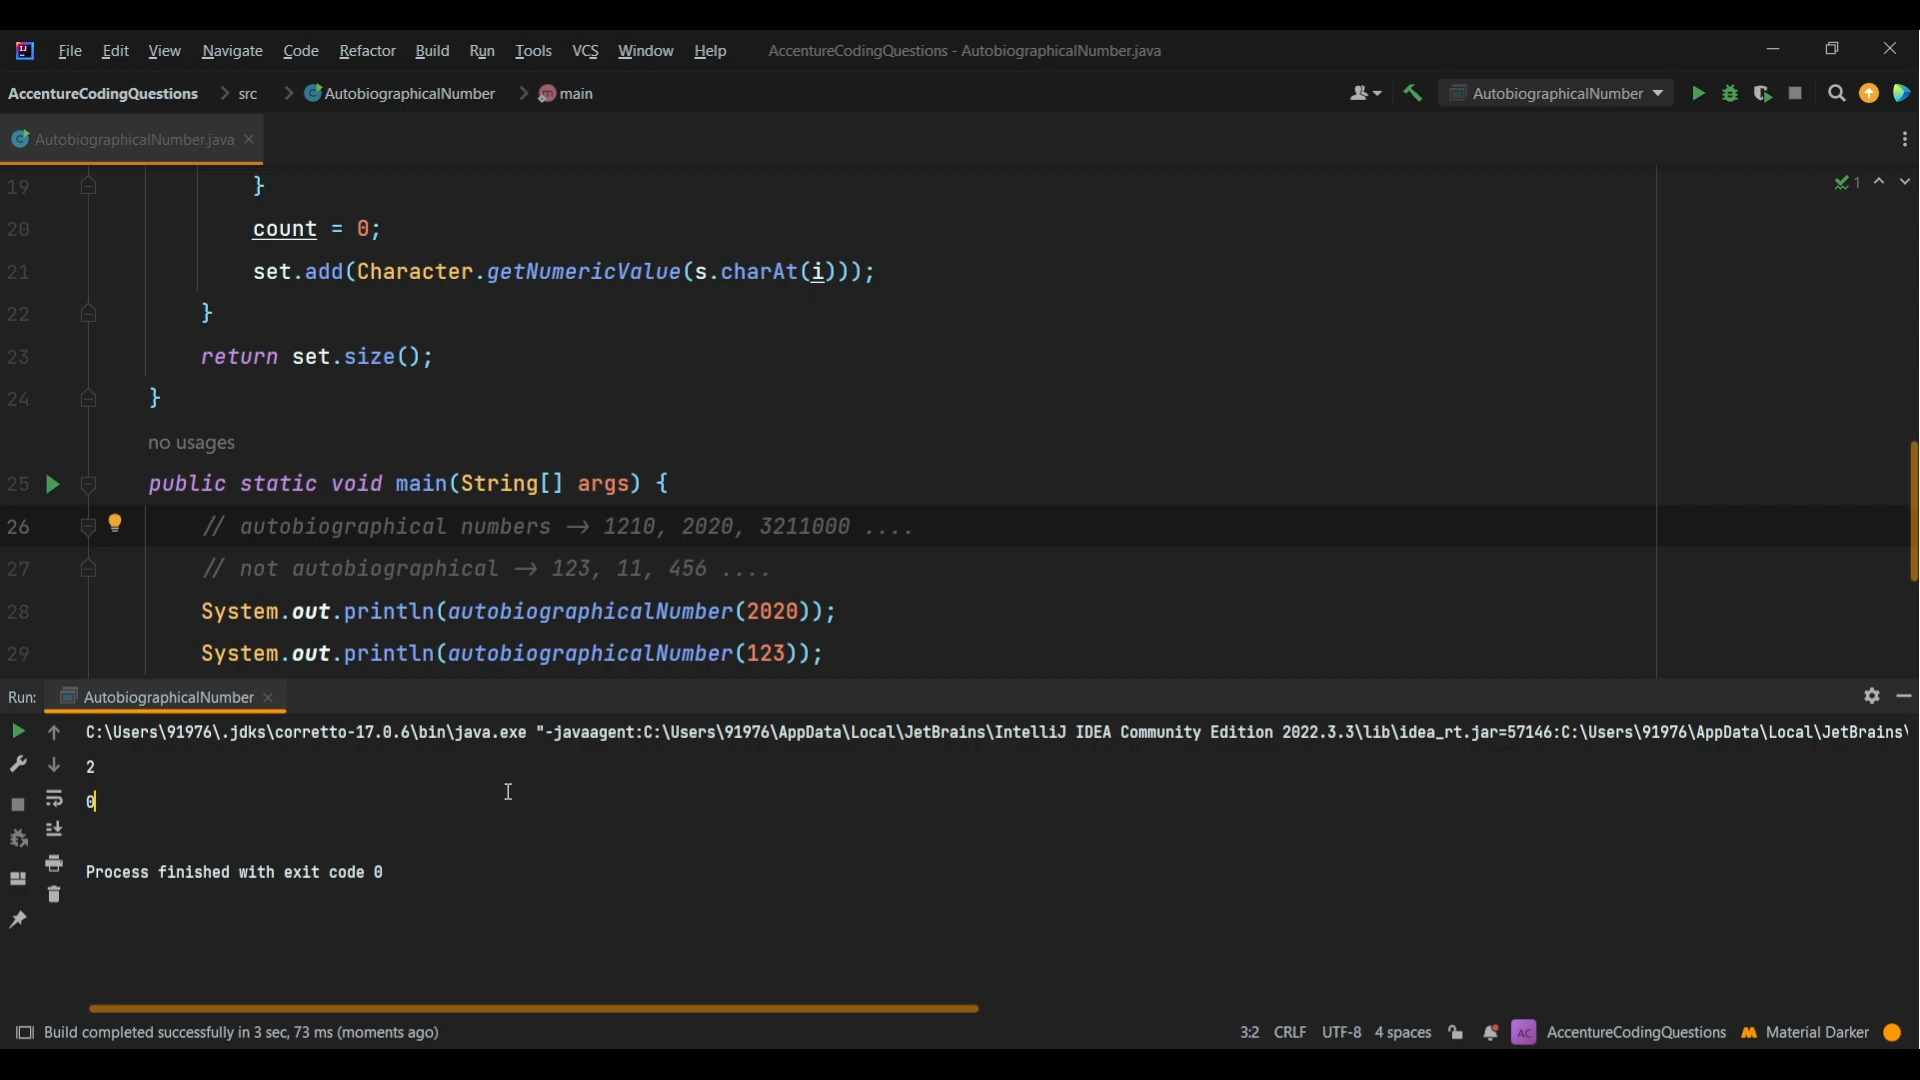 File Edit View Navigate Code Refactor Build Run Tools VCS Window Help AccentureCodingQuestions - AutobiographicalNumber.java
AccentureCodingQuestions src AutobiographicalNumber main AutobiographicalNumber
AutobiographicalNumber.java
1
19 }
20 count = 0;
21 set.add(Character.getNumericValue(s.charAt(i)));
22 }
23 return set.size();
24 }
no usages
25 public static void main(String[] args) {
26 // autobiographical numbers → 1210, 2020, 3211000 ....
27 // not autobiographical → 123, 11, 456 ....
28 System.out.println(autobiographicalNumber(2020));
29 System.out.println(autobiographicalNumber(123));
Run: AutobiographicalNumber
C:\Users\91976\.jdks\corretto-17.0.6\bin\java.exe "-javaagent:C:\Users\91976\AppData\Local\JetBrains\IntelliJ IDEA Community Edition 2022.3.3\lib\idea_rt.jar=57146:C:\Users\91976\AppData\Local\JetBrains\
2
0
Process finished with exit code 0
Build completed successfully in 3 sec, 73 ms (moments ago) 3:2 CRLF UTF-8 4 spaces AC AccentureCodingQuestions Material Darker